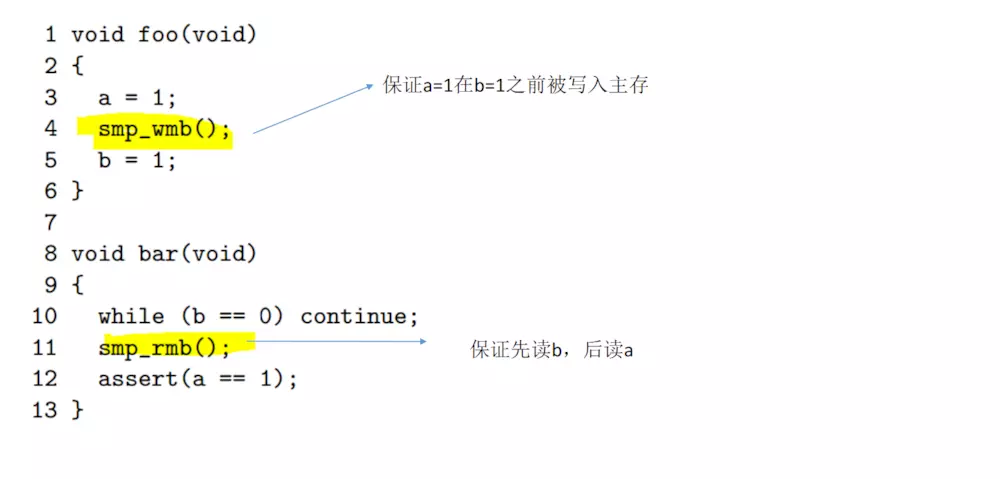 1 void foo(void)
2 {
3 a = 1;
保证a=1在b=1之前被写入主存
4 smp_wmb();
5 b = 1;
6 }
7
8 void bar(void)
9 {
10 while (b == 0) continue;
11 smp_rmb();
保证先读b，后读a
12 assert(a == 1);
13 }